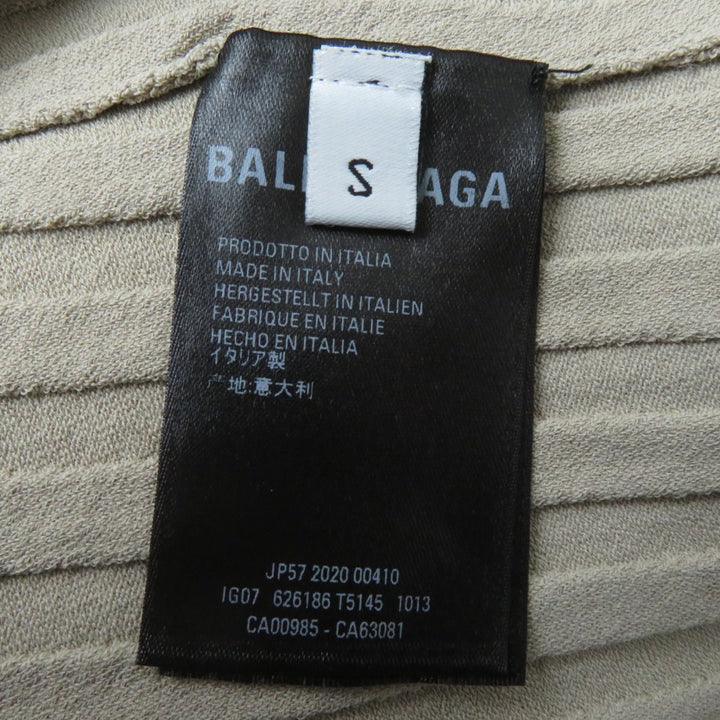 S
BAL AGA
PRODOTTO IN ITALIA
MADE IN ITALY
HERGESTELLT IN ITALIEN
FABRIQUE EN ITALIE
HECHO EN ITALIA
イタリア製
产地:意大利
JP57 2020 00410
IG07 626186 T5145 1013
CA00985 - CA63081